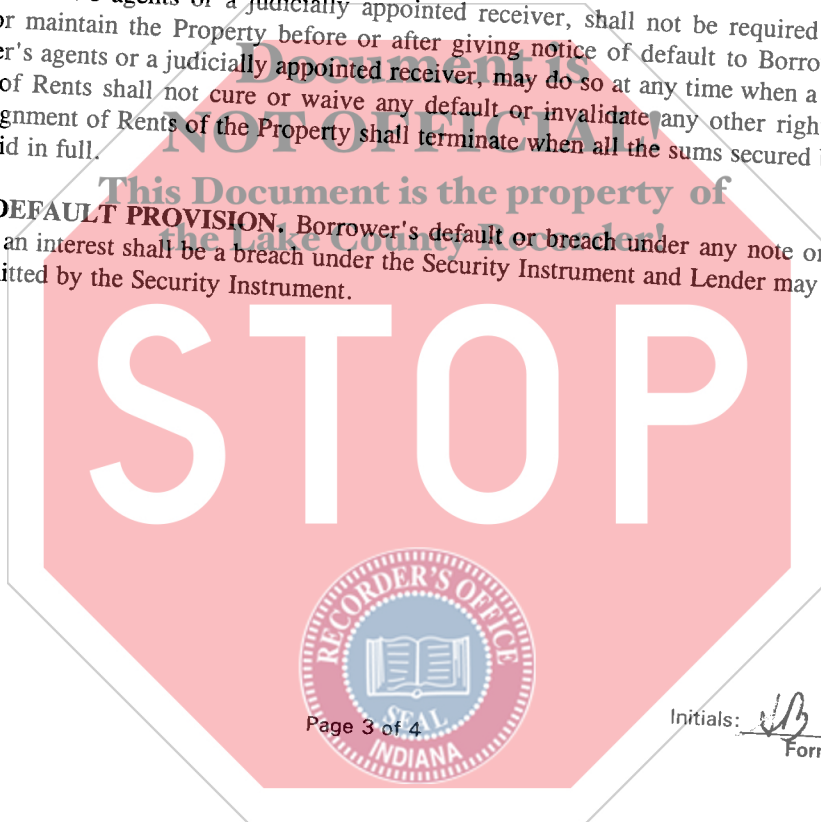 agents or a judicially appointed receiver, shall not be required
or maintain the Property before or after giving notice of default to Borro
er's agents or a judicially appointed receiver, may do so at any time when a
of Rents shall not cure or waive any default or invalidate any other righ
gnment of Rents of the Property shall terminate when all the sums secured
id in full.
Document is
NOT OFFICIAL!
This Document is the property of
the Lake County Recorder!
DEFAULT PROVISION. Borrower's default or breach under any note or
an interest shall be a breach under the Security Instrument and Lender may
itted by the Security Instrument.
STOP
RECORDER'S OFFICE
SEAL
INDIANA
Page 3 of 4
Initials: JB
Form